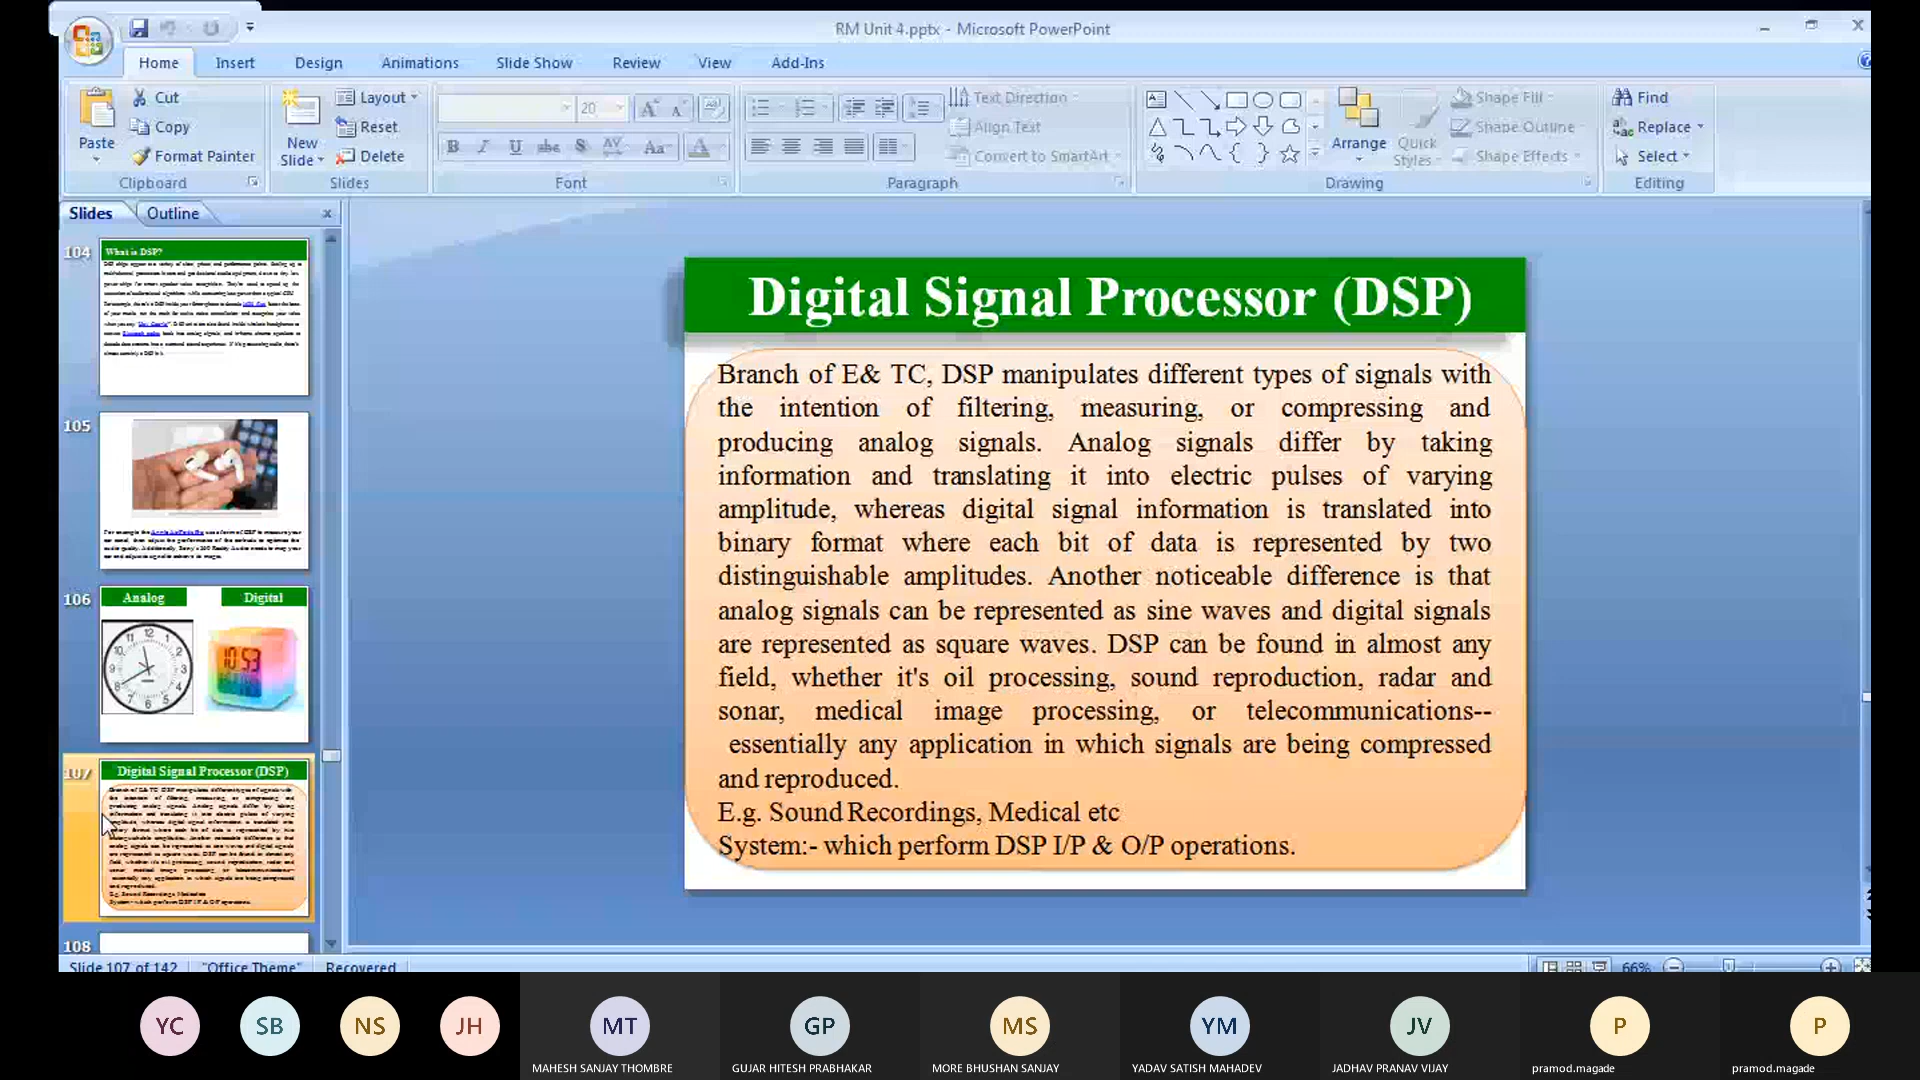 RM Unit 4.pptx - Microsoft PowerPoint
Home Insert Design Animations Slide Show Review View Add-Ins
Paste
Cut
Copy
Format Painter
Clipboard
New Slide
Layout
Reset
Delete
Slides
20
Font
Text Direction
Align Text
Convert to SmartArt
Paragraph
Arrange
Quick Styles
Shape Fill
Shape Outline
Shape Effects
Drawing
Find
Replace
Select
Editing
Slides Outline
104
What is DSP?
105
106
Analog Digital
10:53
107
Digital Signal Processor (DSP)
108
Digital Signal Processor (DSP)
Branch of E& TC, DSP manipulates different types of signals with
the intention of filtering, measuring, or compressing and
producing analog signals. Analog signals differ by taking
information and translating it into electric pulses of varying
amplitude, whereas digital signal information is translated into
binary format where each bit of data is represented by two
distinguishable amplitudes. Another noticeable difference is that
analog signals can be represented as sine waves and digital signals
are represented as square waves. DSP can be found in almost any
field, whether it's oil processing, sound reproduction, radar and
sonar, medical image processing, or telecommunications--
essentially any application in which signals are being compressed
and reproduced.
E.g. Sound Recordings, Medical etc
System:- which perform DSP I/P & O/P operations.
Slide 107 of 142 "Office Theme" Recovered 66%
YC SB NS JH MT GP MS YM JV P P
MAHESH SANJAY THOMBRE GUJAR HITESH PRABHAKAR MORE BHUSHAN SANJAY YADAV SATISH MAHADEV JADHAV PRANAV VIJAY pramod.magade pramod.magade